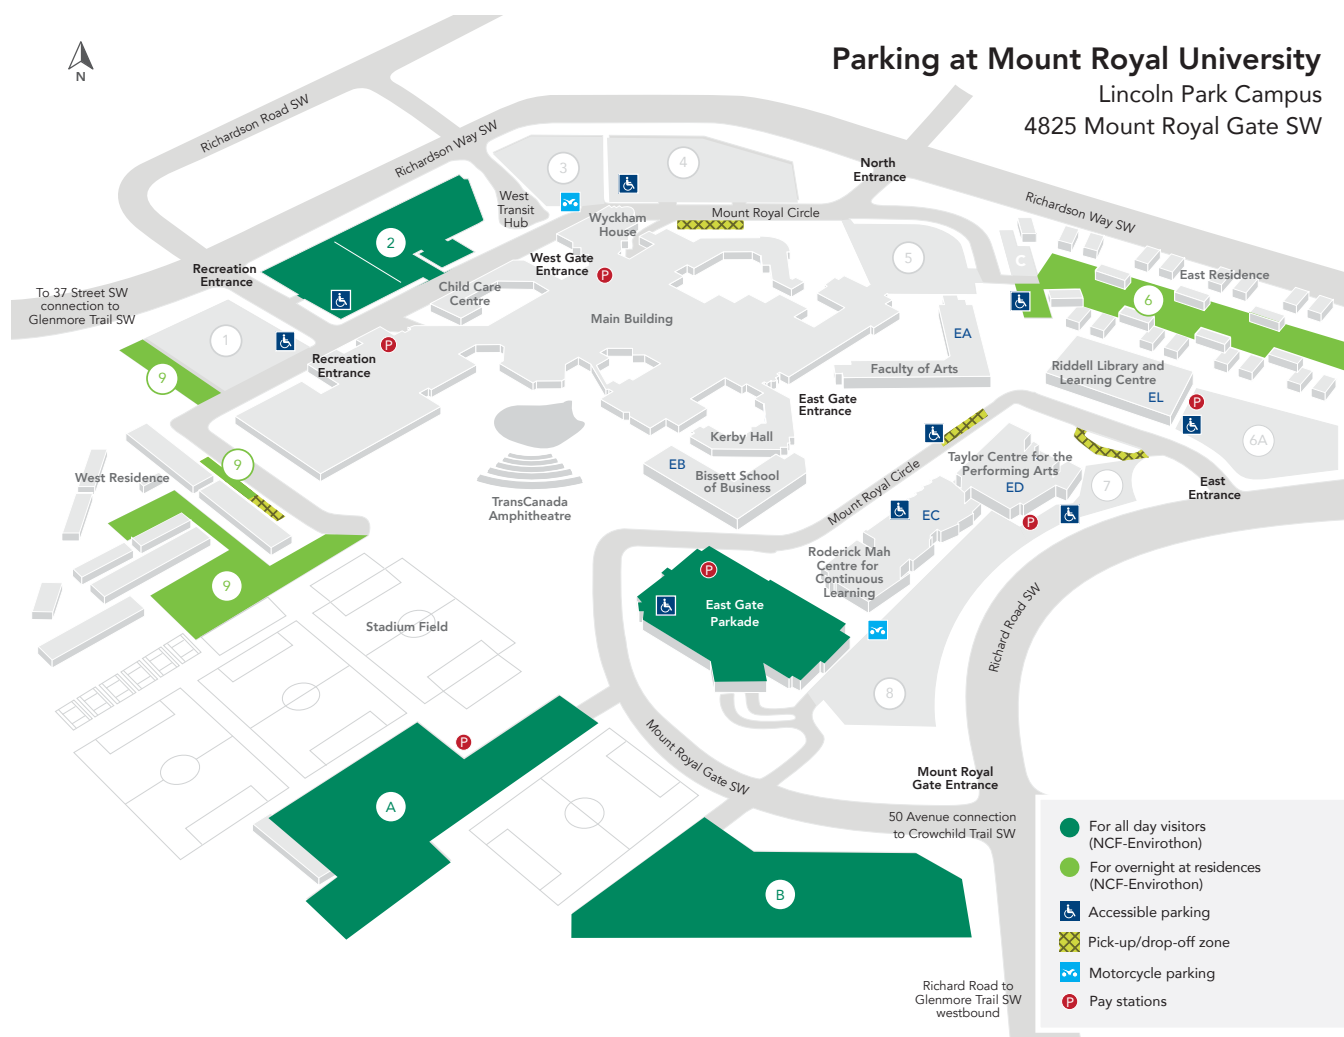 Parking at Mount Royal University
Lincoln Park Campus
4825 Mount Royal Gate SW
N
Richardson Road SW
Richardson Way SW
3
4
North
Entrance
West
Transit
Hub
Wyckham
House
Mount Royal Circle
Richardson Way SW
2
West Gate
Entrance
P
5
C
East Residence
Recreation
Entrance
To 37 Street SW
connection to
Glenmore Trail SW
Child Care
Centre
Main Building
6
1
Recreation
Entrance
P
EA
Faculty of Arts
Riddell Library and
Learning Centre
EL
P
9
East Gate
Entrance
6A
Kerby Hall
9
West Residence
EB
Bissett School
of Business
TransCanada
Amphitheatre
Mount Royal Circle
Taylor Centre for the
Performing Arts
ED
7
East
Entrance
EC
P
Roderick Mah
Centre for
Continuous
Learning
P
9
East Gate
Parkade
Stadium Field
Richard Road SW
8
P
Mount Royal Gate SW
A
Mount Royal
Gate Entrance
50 Avenue connection
to Crowchild Trail SW
B
Richard Road to
Glenmore Trail SW
westbound
For all day visitors
(NCF-Envirothon)
For overnight at residences
(NCF-Envirothon)
Accessible parking
Pick-up/drop-off zone
Motorcycle parking
P
Pay stations